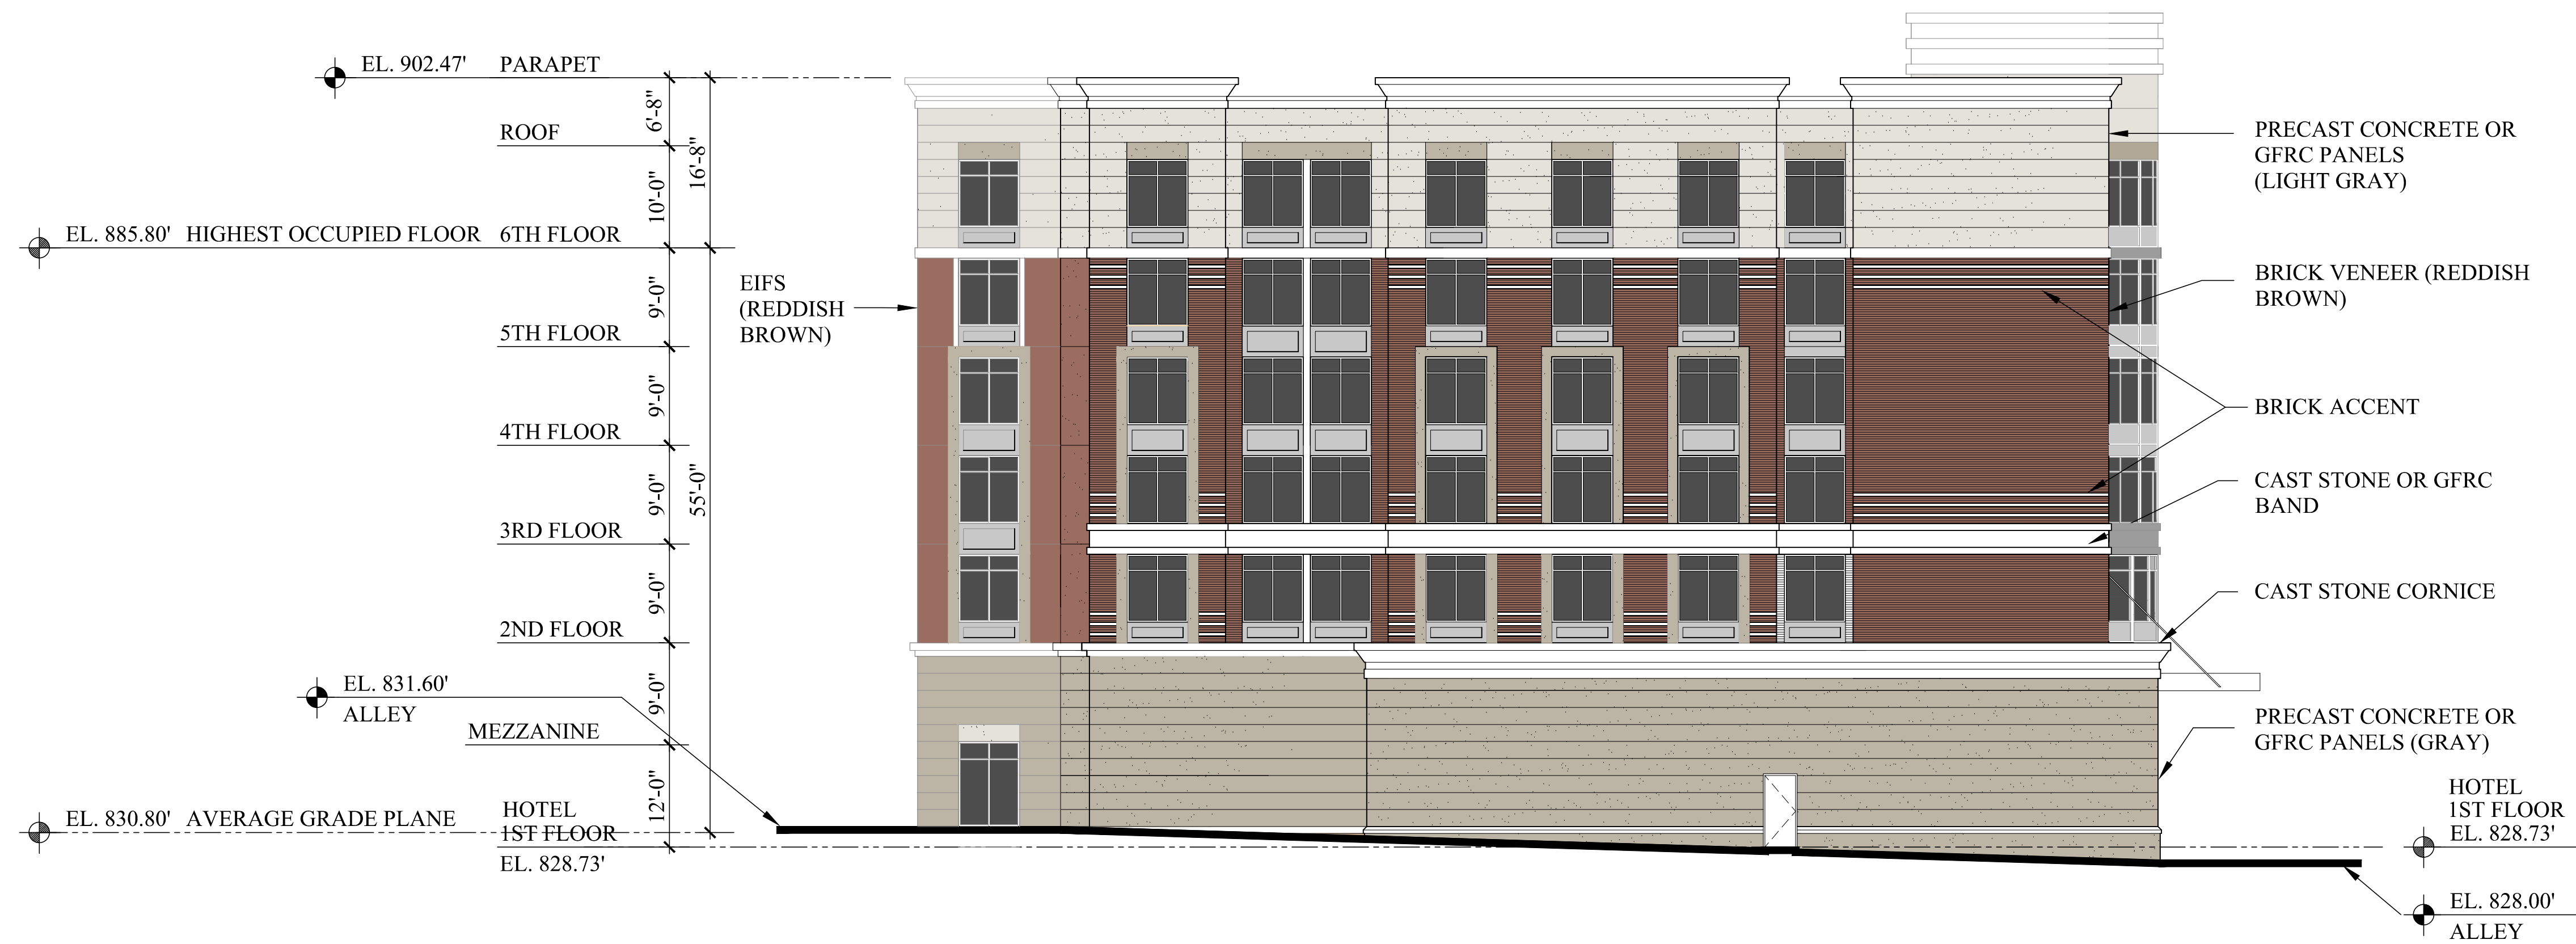 EL. 902.47' PARAPET
6'-8"
ROOF
16'-8"
10'-0"
EL. 885.80' HIGHEST OCCUPIED FLOOR 6TH FLOOR
9'-0"
5TH FLOOR
9'-0"
4TH FLOOR
9'-0"
55'-0"
3RD FLOOR
9'-0"
2ND FLOOR
9'-0"
EL. 831.60'
ALLEY
MEZZANINE
12'-0"
EL. 830.80' AVERAGE GRADE PLANE
HOTEL
1ST FLOOR
EL. 828.73'
EIFS
(REDDISH
BROWN)
PRECAST CONCRETE OR
GFRC PANELS
(LIGHT GRAY)
BRICK VENEER (REDDISH
BROWN)
BRICK ACCENT
CAST STONE OR GFRC
BAND
CAST STONE CORNICE
PRECAST CONCRETE OR
GFRC PANELS (GRAY)
HOTEL
1ST FLOOR
EL. 828.73'
EL. 828.00'
ALLEY